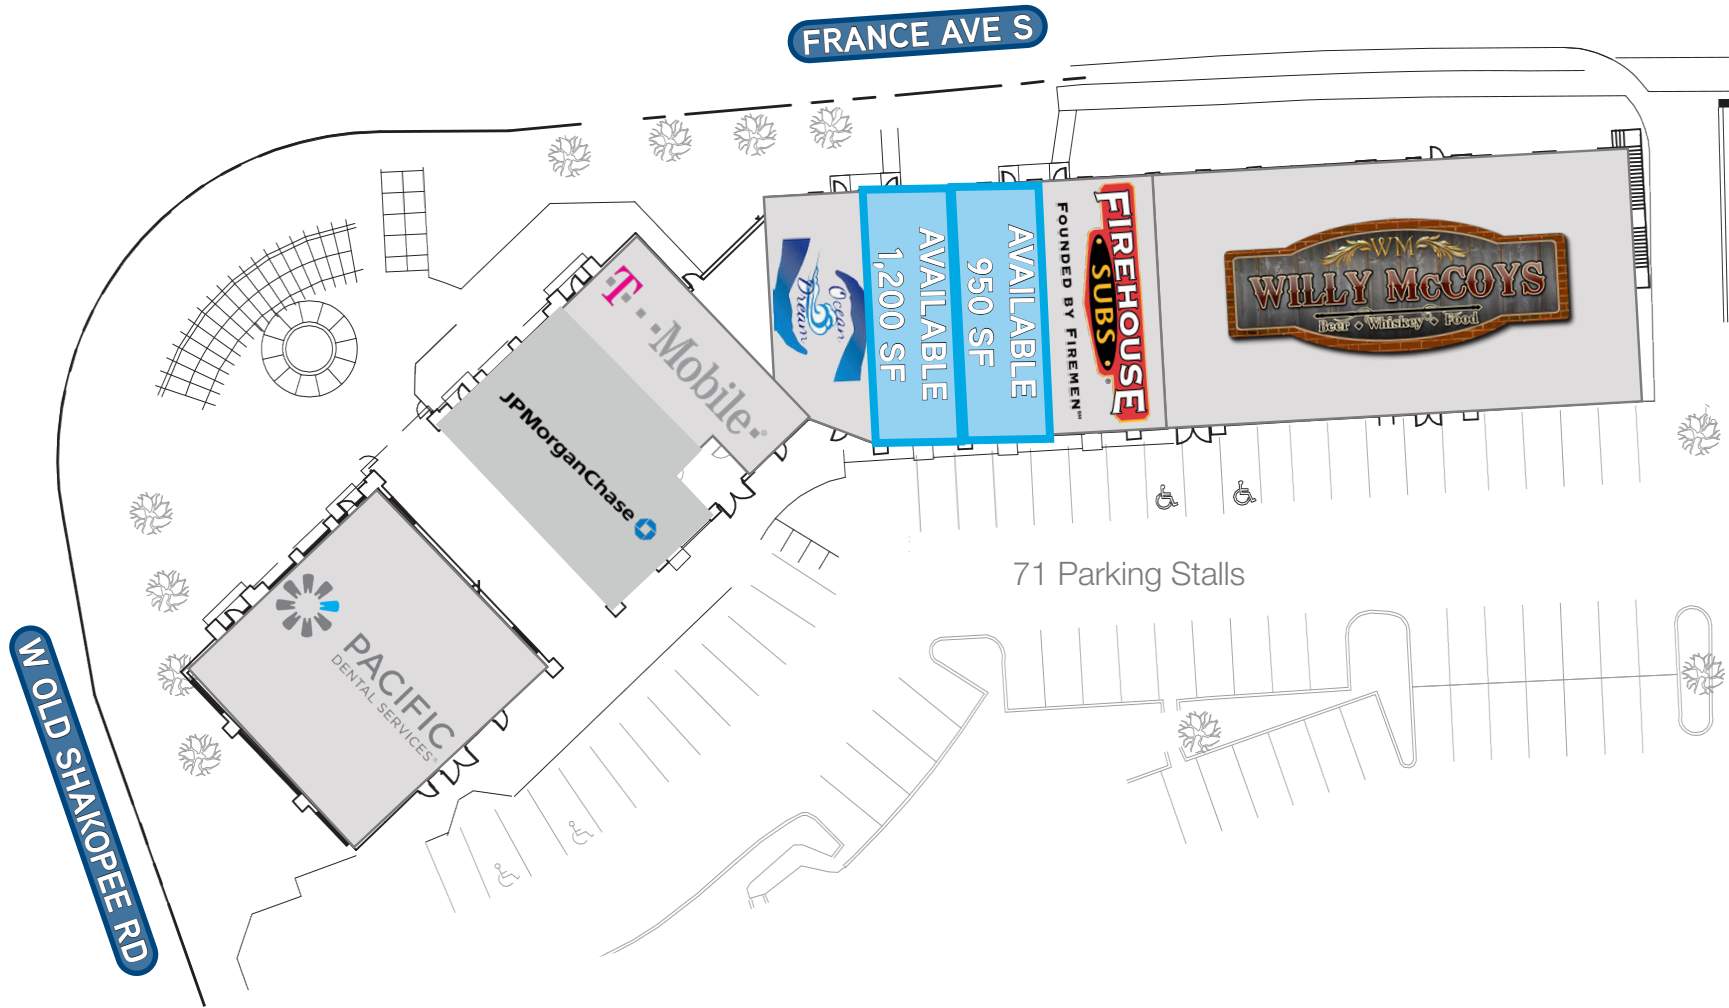 FRANCE AVE S
W OLD SHAKOPEE RD
T··Mobile·®
JPMorganChase
PACIFIC
DENTAL SERVICES®
Ocean
Dream
AVAILABLE
1,200 SF
AVAILABLE
950 SF
FIREHOUSE
SUBS®
FOUNDED BY FIREMEN™
WM
WILLY McCOYS
Beer • Whiskey • Food
71 Parking Stalls